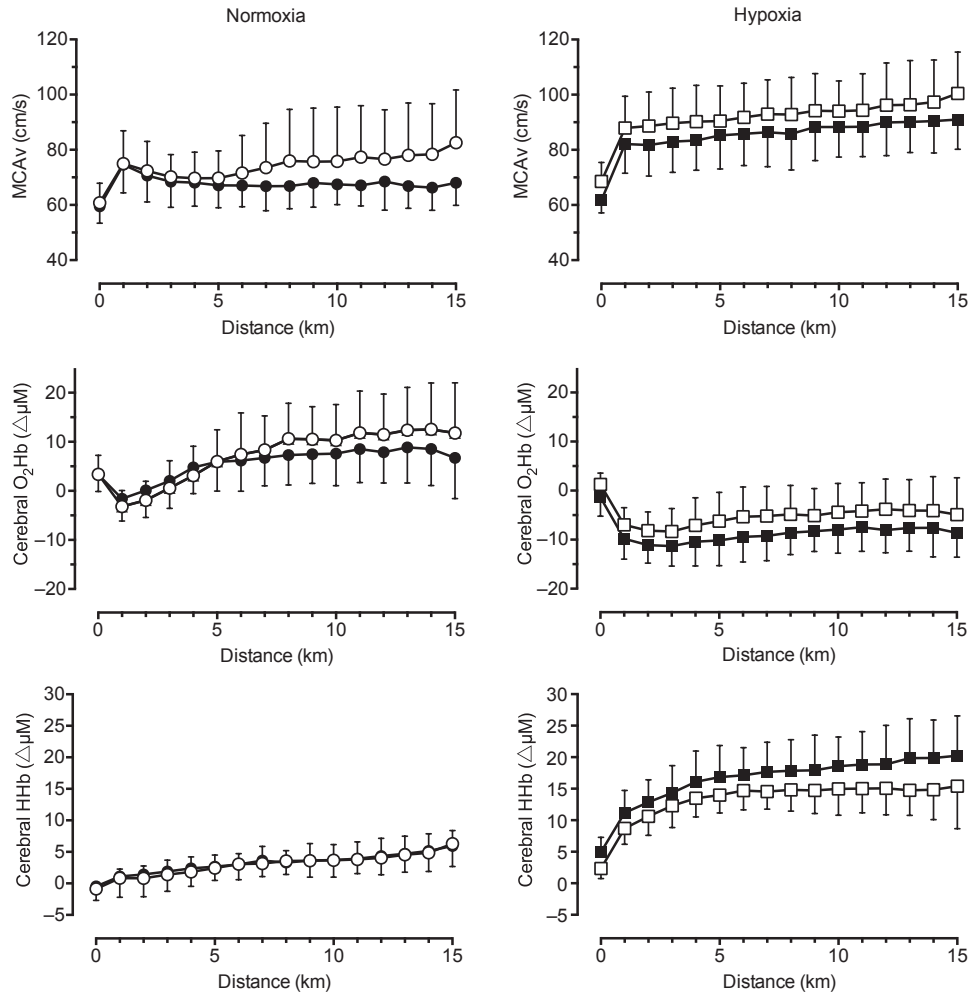 Normoxia
120
100
80
60
40
MCAv (cm/s)
0 5 10 15
Distance (km)
Hypoxia
120
100
80
60
40
MCAv (cm/s)
0 5 10 15
Distance (km)
20
10
0
–10
–20
Cerebral O₂Hb (△μM)
0 5 10 15
Distance (km)
20
10
0
–10
–20
Cerebral O₂Hb (△μM)
0 5 10 15
Distance (km)
30
25
20
15
10
5
0
–5
Cerebral HHb (△μM)
0 5 10 15
Distance (km)
30
25
20
15
10
5
0
–5
Cerebral HHb (△μM)
0 5 10 15
Distance (km)